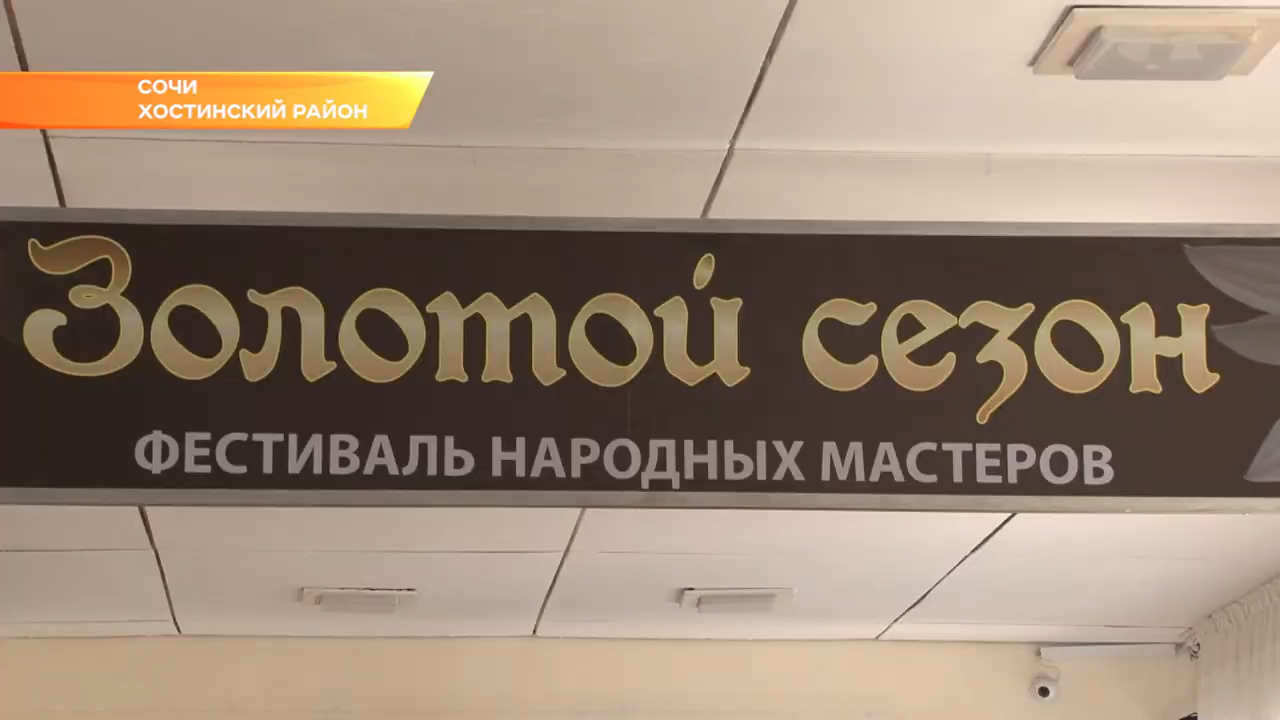 СОЧИ
ХОСТИНСКИЙ РАЙОН
Золотой сезон
ФЕСТИВАЛЬ НАРОДНЫХ МАСТЕРОВ